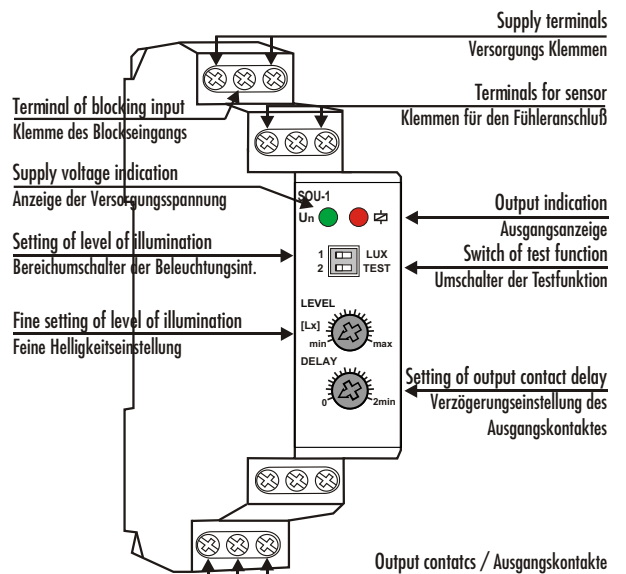 Supply terminals
Versorgungs Klemmen
Terminal of blocking input
Klemme des Blockseingangs
Terminals for sensor
Klemmen für den Fühleranschluß
Supply voltage indication
Anzeige der Versorgungsspannung
SOU-1
Un
Output indication
Ausgangsanzeige
Setting of level of illumination
Bereichumschalter der Beleuchtungsint.
1 LUX
2 TEST
Switch of test function
Umschalter der Testfunktion
LEVEL
[Lx]
min max
Fine setting of level of illumination
Feine Helligkeitseinstellung
DELAY
0 2min
Setting of output contact delay
Verzögerungseinstellung des
Ausgangskontaktes
Output contatcs / Ausgangskontakte